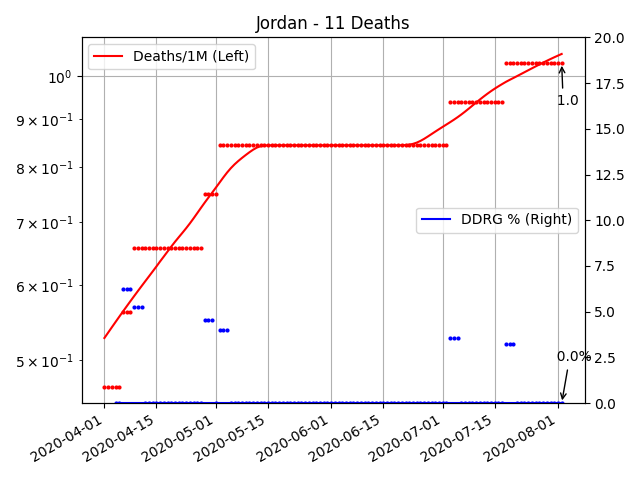 Jordan - 11 Deaths
Deaths/1M (Left)
DDRG % (Right)
1.0
0.0%
10⁰
9 × 10⁻¹
8 × 10⁻¹
7 × 10⁻¹
6 × 10⁻¹
5 × 10⁻¹
20.0
17.5
15.0
12.5
10.0
7.5
5.0
2.5
0.0
2020-04-01
2020-04-15
2020-05-01
2020-05-15
2020-06-01
2020-06-15
2020-07-01
2020-07-15
2020-08-01